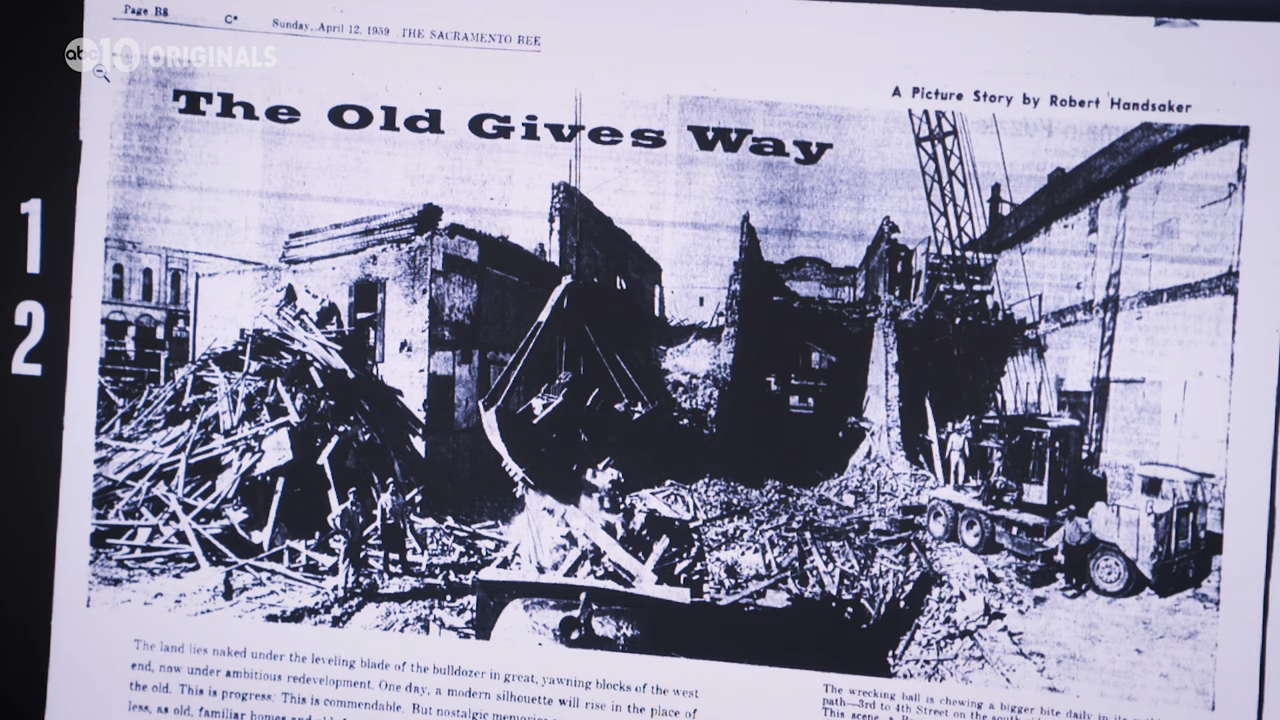 Page B8 C* Sunday, April 12, 1959 THE SACRAMENTO BEE
abc10 ORIGINALS
The Old Gives Way
A Picture Story by Robert Handsaker
12
The land lies naked under the leveling blade of the bulldozer in great, yawning blocks of the west
end, now under ambitious redevelopment. One day, a modern silhouette will rise in the place of
the old. This is progress. This is commendable. But nostalgic memories
less, as old, familiar homes and
The wrecking ball is chewing a bigger bite daily in its
path—3rd to 4th Street on the south
This scene, a